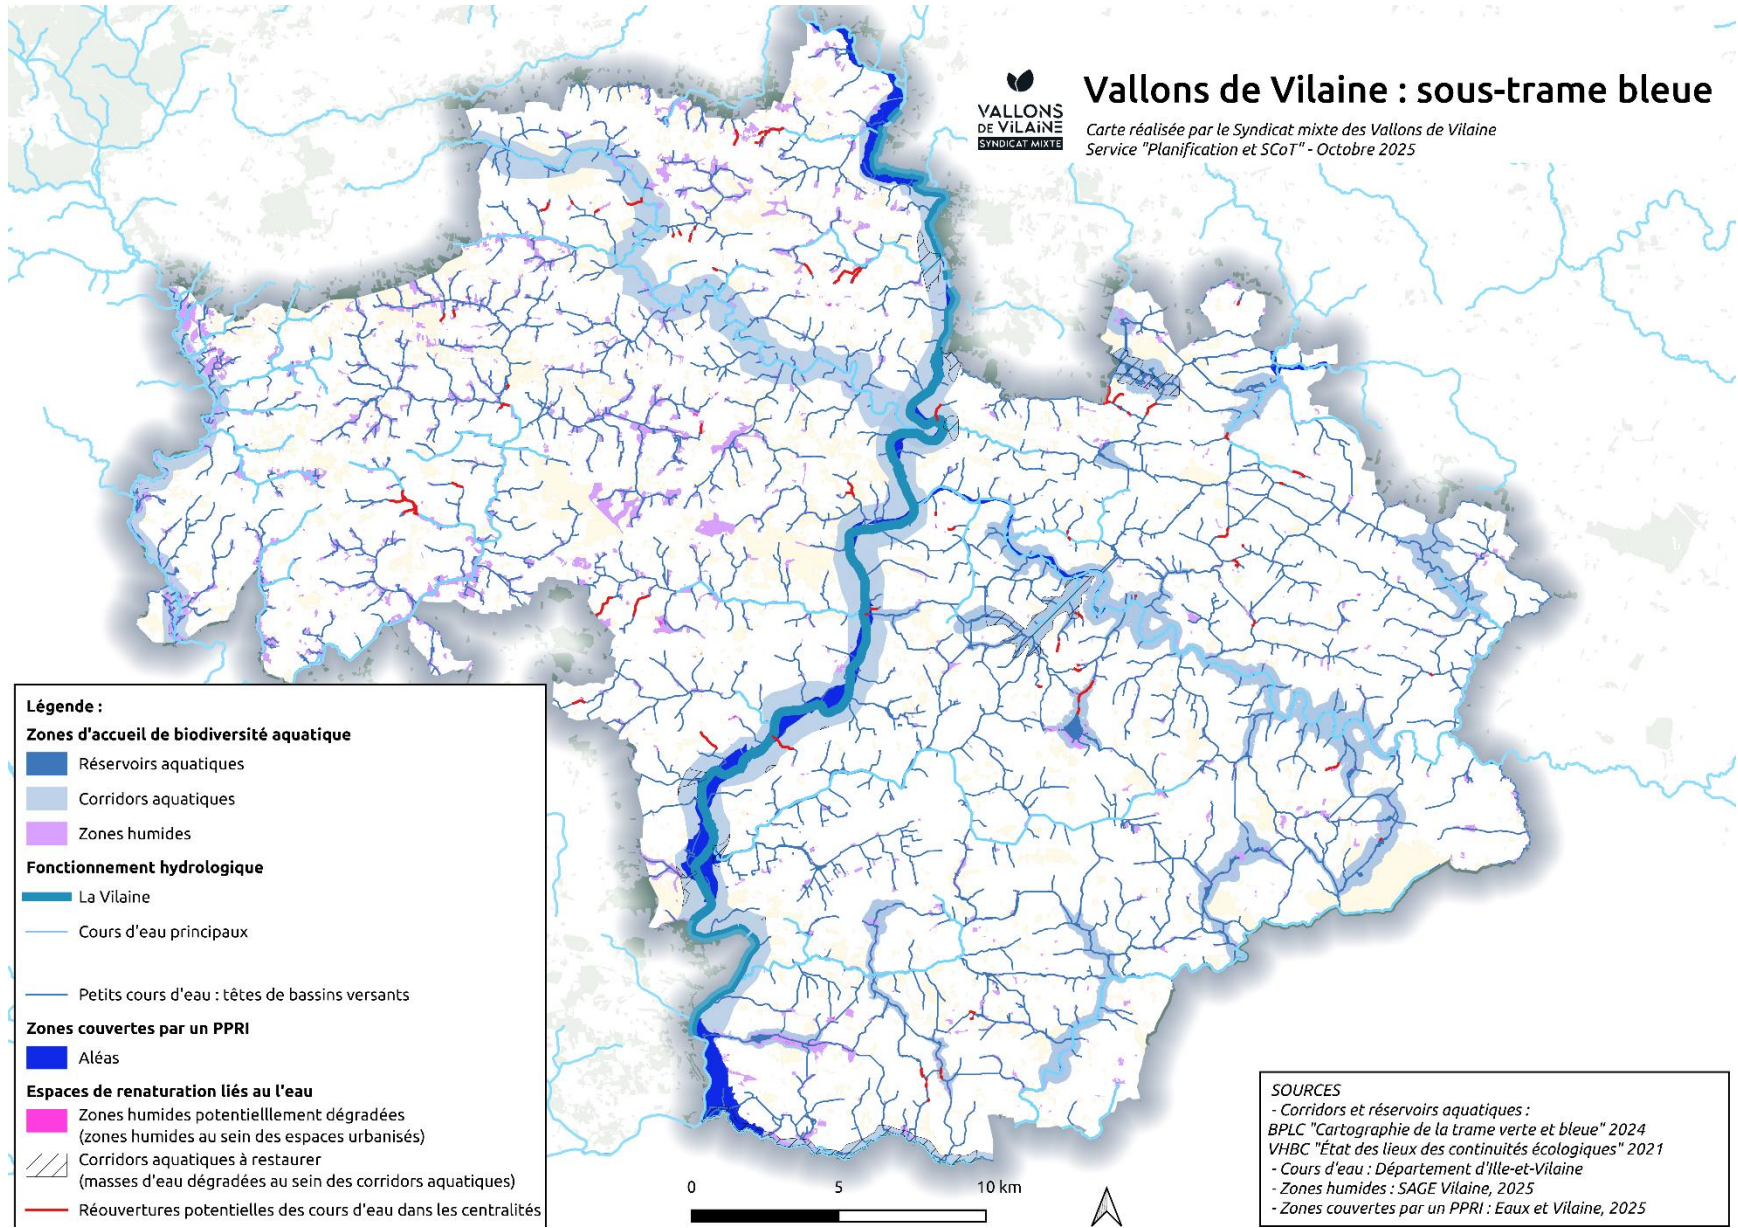 VALLONS
DE VILAINE
SYNDICAT MIXTE
Vallons de Vilaine : sous-trame bleue
Carte réalisée par le Syndicat mixte des Vallons de Vilaine
Service "Planification et SCoT" - Octobre 2025
Légende :
Zones d'accueil de biodiversité aquatique
Réservoirs aquatiques
Corridors aquatiques
Zones humides
Fonctionnement hydrologique
La Vilaine
Cours d'eau principaux
Petits cours d'eau : têtes de bassins versants
Zones couvertes par un PPRI
Aléas
Espaces de renaturation liés au l'eau
Zones humides potentielllement dégradées
(zones humides au sein des espaces urbanisés)
Corridors aquatiques à restaurer
(masses d'eau dégradées au sein des corridors aquatiques)
Réouvertures potentielles des cours d'eau dans les centralités
0 5 10 km
SOURCES
- Corridors et réservoirs aquatiques :
BPLC "Cartographie de la trame verte et bleue" 2024
VHBC "État des lieux des continuités écologiques" 2021
- Cours d'eau : Département d'Ille-et-Vilaine
- Zones humides : SAGE Vilaine, 2025
- Zones couvertes par un PPRI : Eaux et Vilaine, 2025